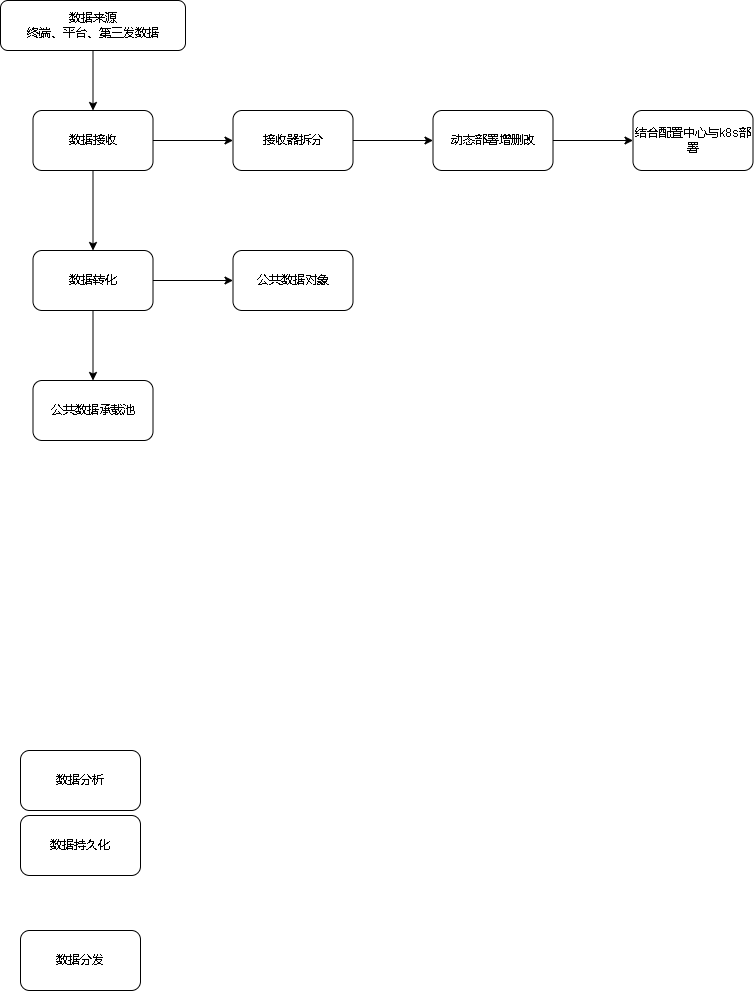 数据来源
终端、平台、第三发数据
数据接收
接收器拆分
动态部署增删改
结合配置中心与k8s部
署
数据转化
公共数据对象
公共数据承载池
数据分析
数据持久化
数据分发